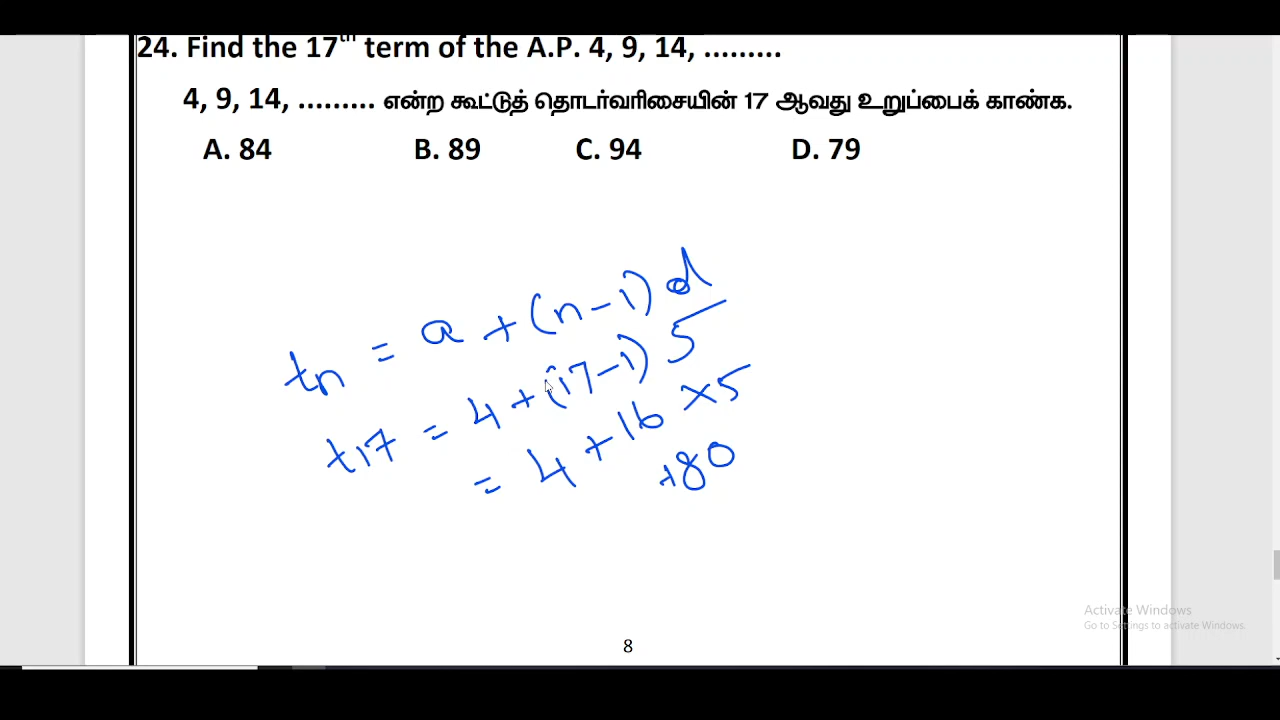 24. Find the 17th term of the A.P. 4, 9, 14, .........
4, 9, 14, ......... என்ற கூட்டுத் தொடர்வரிசையின் 17 ஆவது உறுப்பைக் காண்க.
A. 84 B. 89 C. 94 D. 79
tn = a + (n - 1) d
t17 = 4 + (17 - 1) 5
= 4 + 16 × 5
+80
Activate Windows
Go to Settings to activate Windows.
8